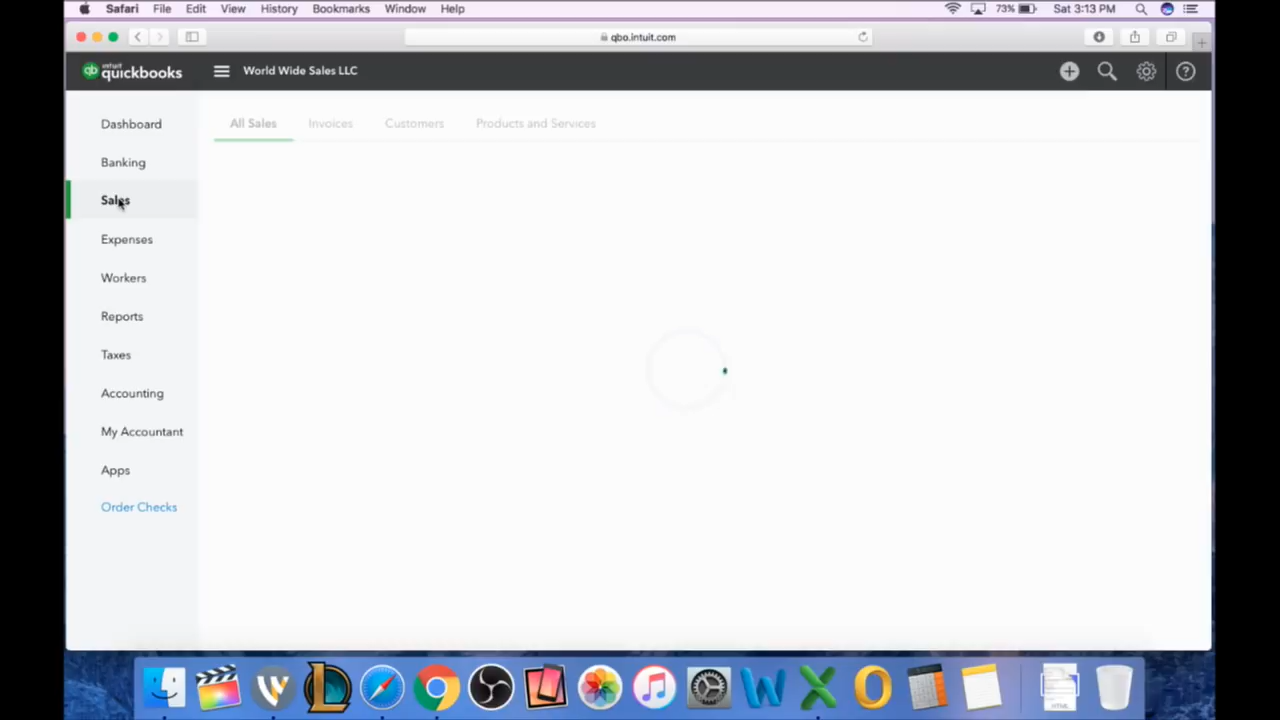 Safari File Edit View History Bookmarks Window Help 73% Sat 3:13 PM
qbo.intuit.com
intuit quickbooks World Wide Sales LLC
Dashboard
Banking
Sales
Expenses
Workers
Reports
Taxes
Accounting
My Accountant
Apps
Order Checks
All Sales Invoices Customers Products and Services
HTML